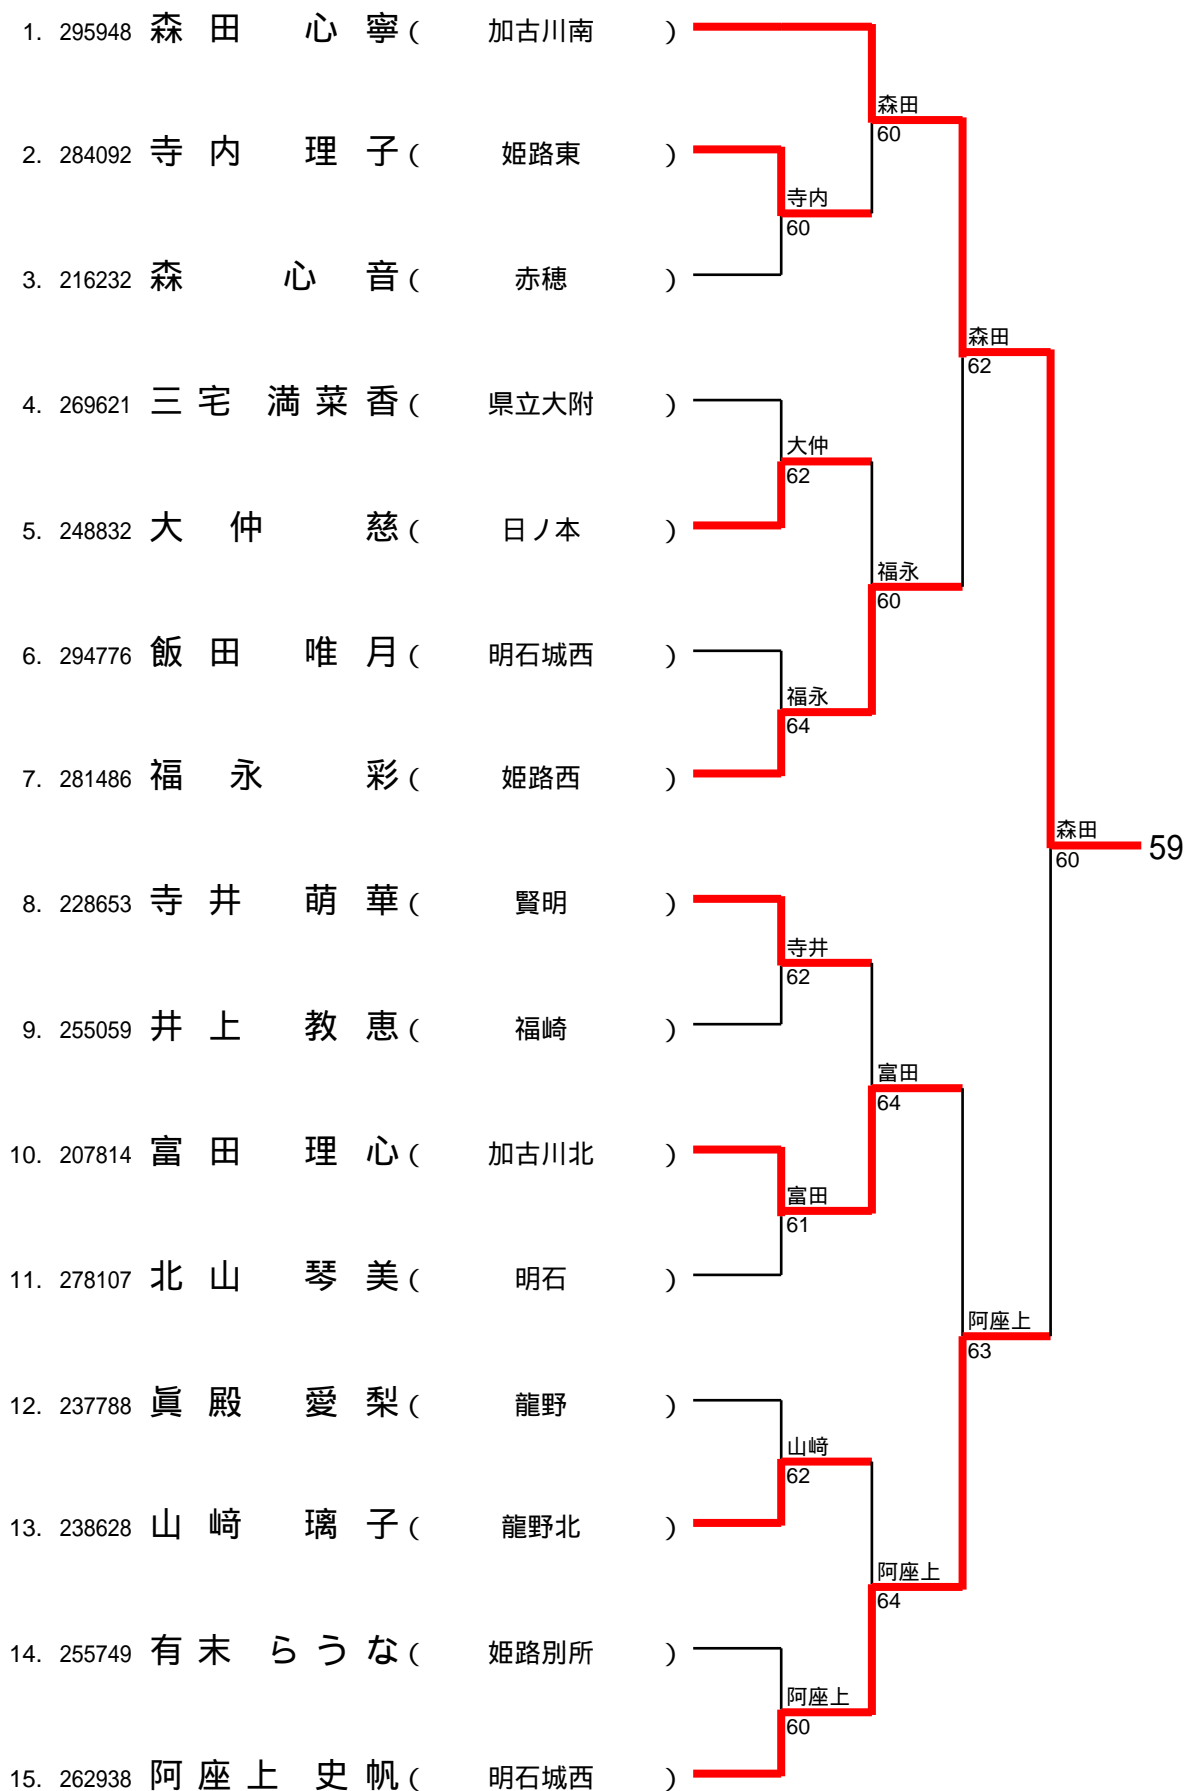 1. 295948 森田 心寧 ( 加古川南 )
森田
60
2. 284092 寺内 理子 ( 姫路東 )
寺内
60
3. 216232 森 心音 ( 赤穂 )
森田
62
4. 269621 三宅 満菜香 ( 県立大附 )
大仲
62
5. 248832 大仲 慈 ( 日ノ本 )
福永
60
6. 294776 飯田 唯月 ( 明石城西 )
福永
64
7. 281486 福永 彩 ( 姫路西 )
森田
60
59
8. 228653 寺井 萌華 ( 賢明 )
寺井
62
9. 255059 井上 教恵 ( 福崎 )
富田
64
10. 207814 富田 理心 ( 加古川北 )
富田
61
11. 278107 北山 琴美 ( 明石 )
阿座上
63
12. 237788 眞殿 愛梨 ( 龍野 )
山﨑
62
13. 238628 山﨑 璃子 ( 龍野北 )
阿座上
64
14. 255749 有末 らうな ( 姫路別所 )
阿座上
60
15. 262938 阿座上 史帆 ( 明石城西 )